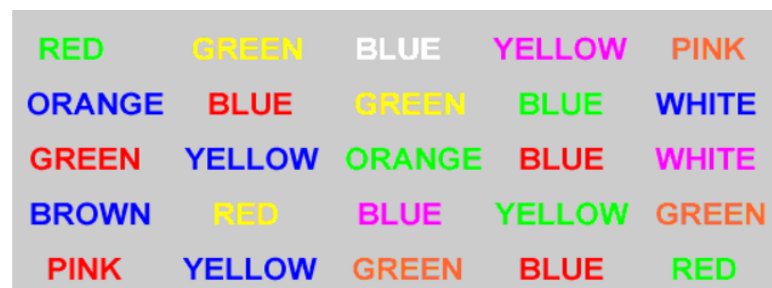 RED GREEN BLUE YELLOW PINK
ORANGE BLUE GREEN BLUE WHITE
GREEN YELLOW ORANGE BLUE WHITE
BROWN RED BLUE YELLOW GREEN
PINK YELLOW GREEN BLUE RED